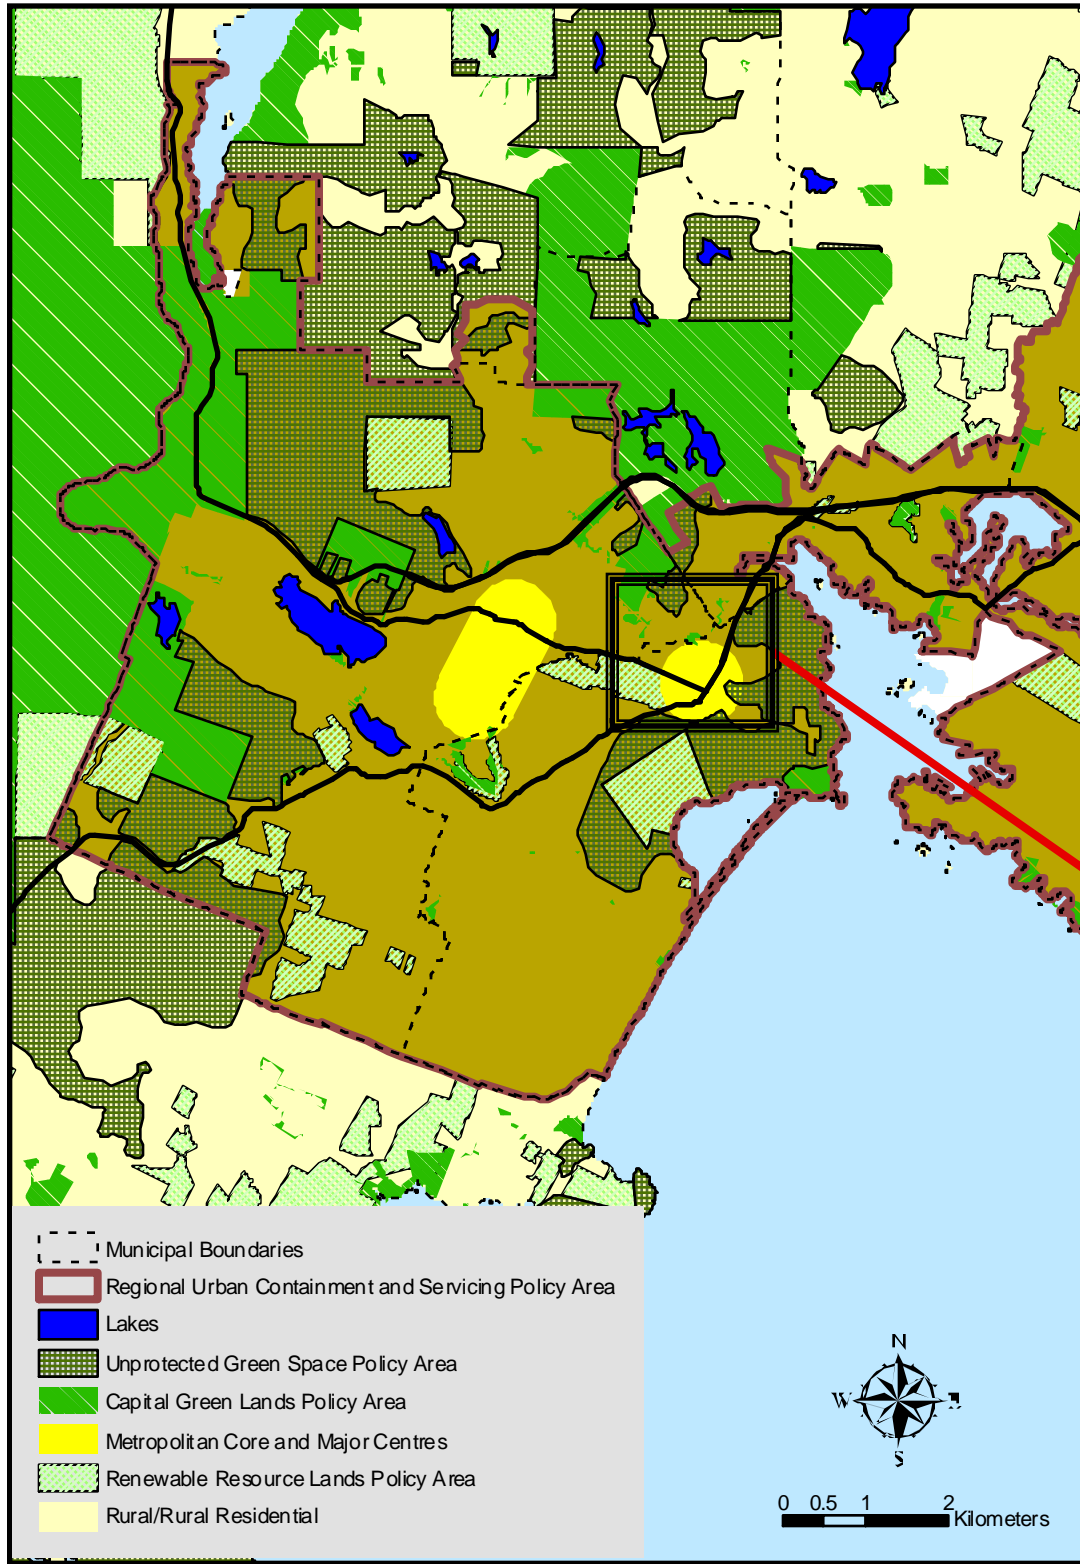 Municipal Boundaries
Regional Urban Containment and Servicing Policy Area
Lakes
Unprotected Green Space Policy Area
Capital Green Lands Policy Area
Metropolitan Core and Major Centres
Renewable Resource Lands Policy Area
Rural/Rural Residential
N
W
S
0 0.5 1 2
Kilometers